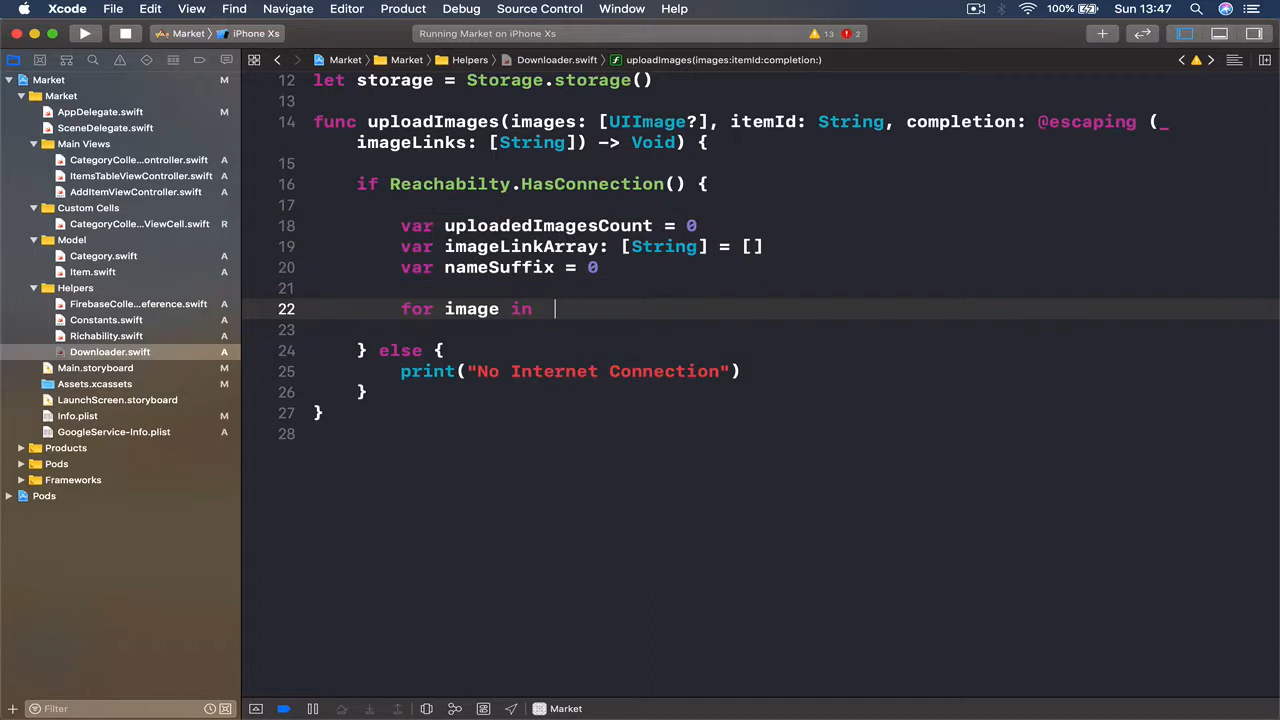 Xcode File Edit View Find Navigate Editor Product Debug Source Control Window Help 100% Sun 13:47
Market iPhone Xs Running Market on iPhone Xs 13 2
Market M
Market
AppDelegate.swift A
SceneDelegate.swift
Main Views
CategoryColle...ontroller.swift A
ItemsTableViewController.swift A
AddItemViewController.swift A
Custom Cells
CategoryColle...ViewCell.swift R
Model
Category.swift A
Item.swift A
Helpers
FirebaseColle...eference.swift A
Constants.swift A
Richability.swift A
Downloader.swift A
Main.storyboard M
Assets.xcassets A
LaunchScreen.storyboard
Info.plist M
GoogleService-Info.plist A
Products
Pods
Frameworks
Pods
Filter
Market Market Helpers Downloader.swift uploadImages(images:itemId:completion:)
12 let storage = Storage.storage()
13
14 func uploadImages(images: [UIImage?], itemId: String, completion: @escaping (_
imageLinks: [String]) -> Void) {
15
16 if Reachabilty.HasConnection() {
17
18 var uploadedImagesCount = 0
19 var imageLinkArray: [String] = []
20 var nameSuffix = 0
21
22 for image in
23
24 } else {
25 print("No Internet Connection")
26 }
27 }
28
Market